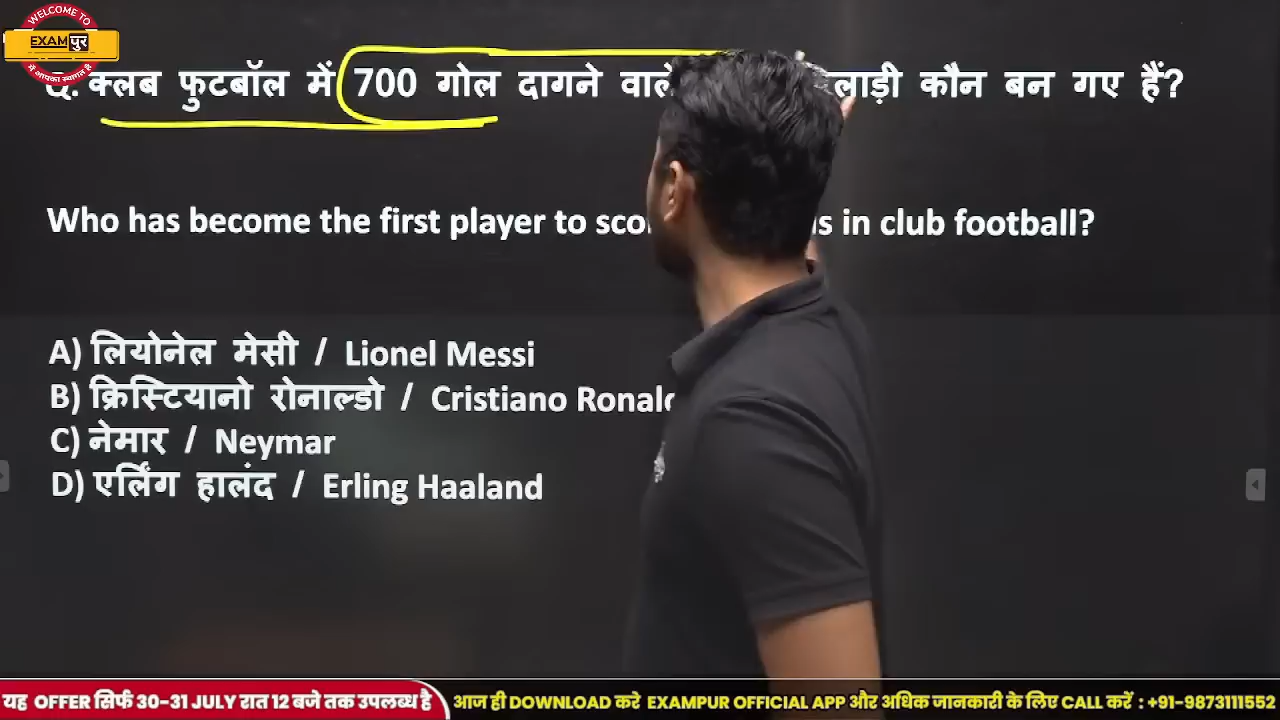 WELCOME TO
EXAMपुर
में आपका स्वागत है
Q. क्लब फुटबॉल में 700 गोल दागने वाले कौन बन गए हैं?
Who has become the first player to in club football?
A) लियोनेल मेसी / Lionel Messi
B) क्रिस्टियानो रोनाल्डो / Cristiano
C) नेमार / Neymar
D) एर्लिंग हालंद / Erling Haaland
यह OFFER सिर्फ 30-31 JULY रात 12 बजे तक उपलब्ध है
आज ही DOWNLOAD करे EXAMPUR OFFICIAL APP और अधिक जानकारी के लिए CALL करें : +91-9873111552